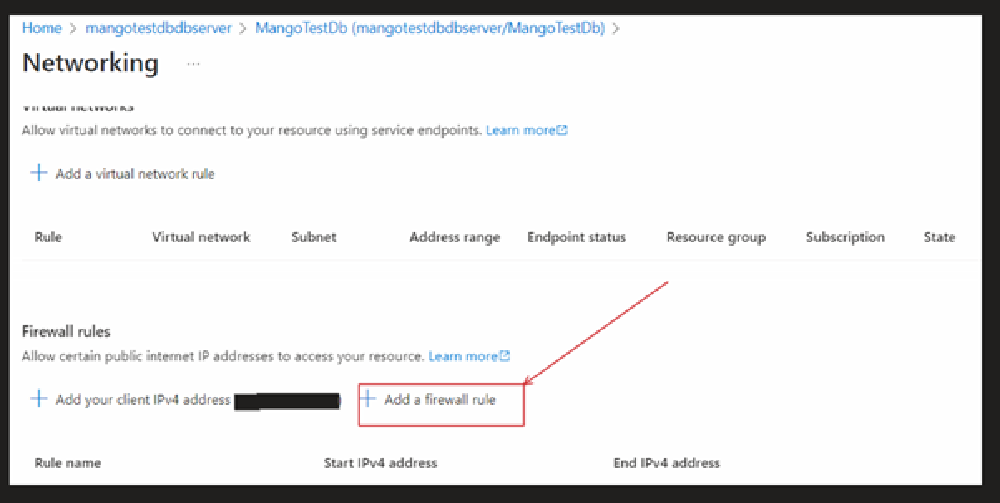 Home > mangotestdbdbserver > MangoTestDb (mangotestdbdbserver/MangoTestDb) >
Networking ...
Virtual networks
Allow virtual networks to connect to your resource using service endpoints. Learn more
+ Add a virtual network rule
Rule Virtual network Subnet Address range Endpoint status Resource group Subscription State
Firewall rules
Allow certain public internet IP addresses to access your resource. Learn more
+ Add your client IPv4 address + Add a firewall rule
Rule name Start IPv4 address End IPv4 address